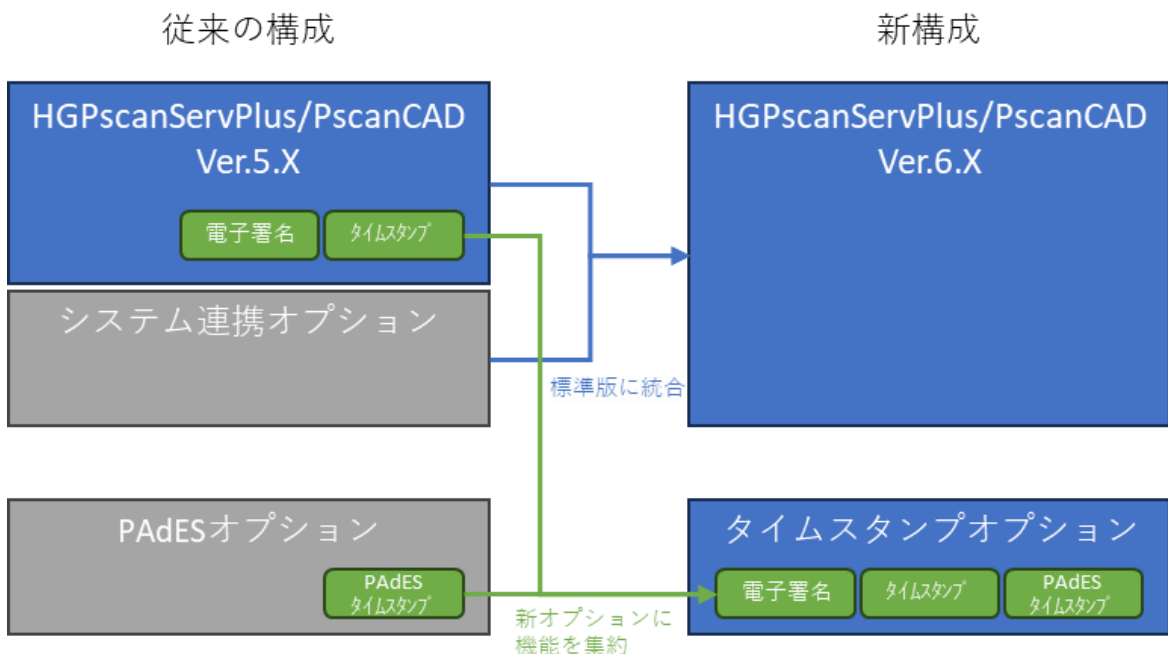 従来の構成
新構成
HGPscanServPlus/PscanCAD
Ver.5.X
電子署名
ﾀｲﾑｽﾀﾝﾌﾟ
システム連携オプション
HGPscanServPlus/PscanCAD
Ver.6.X
標準版に統合
PAdESオプション
PAdES
ﾀｲﾑｽﾀﾝﾌﾟ
新オプションに
機能を集約
タイムスタンプオプション
電子署名
ﾀｲﾑｽﾀﾝﾌﾟ
PAdES
ﾀｲﾑｽﾀﾝﾌﾟ